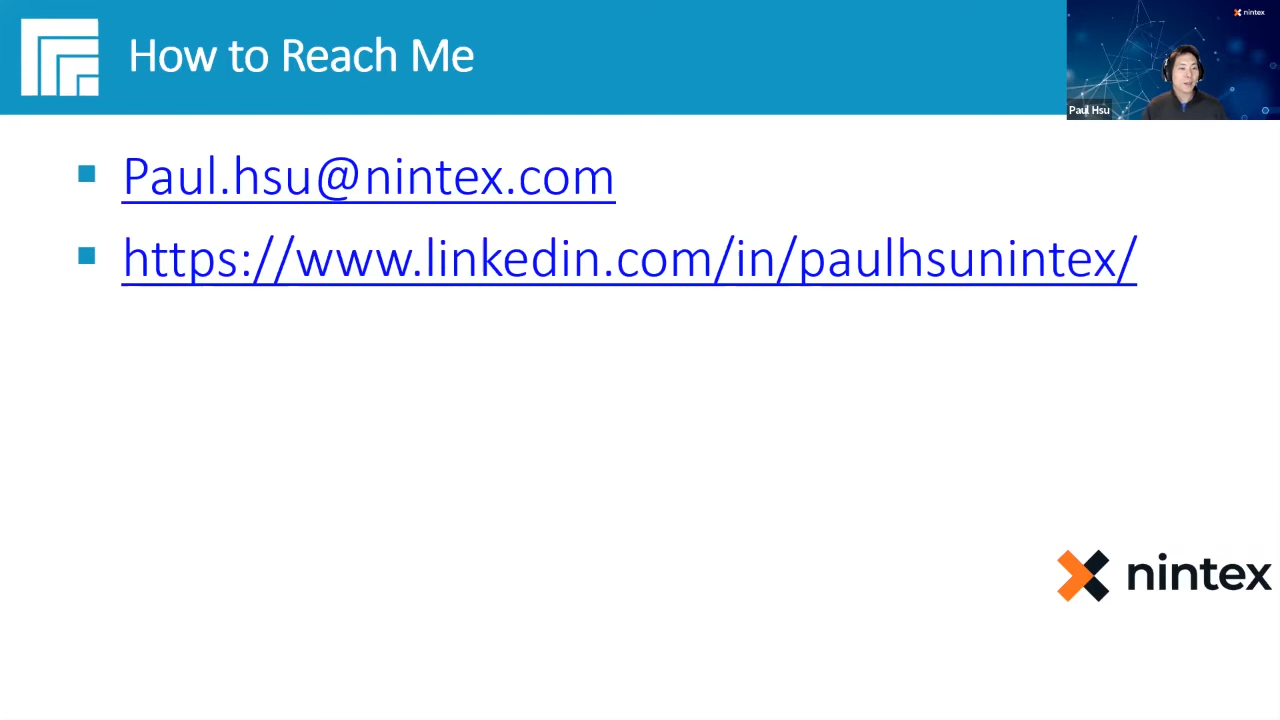 How to Reach Me
nintex
Paul Hsu
Paul.hsu@nintex.com
https://www.linkedin.com/in/paulhsunintex/
nintex